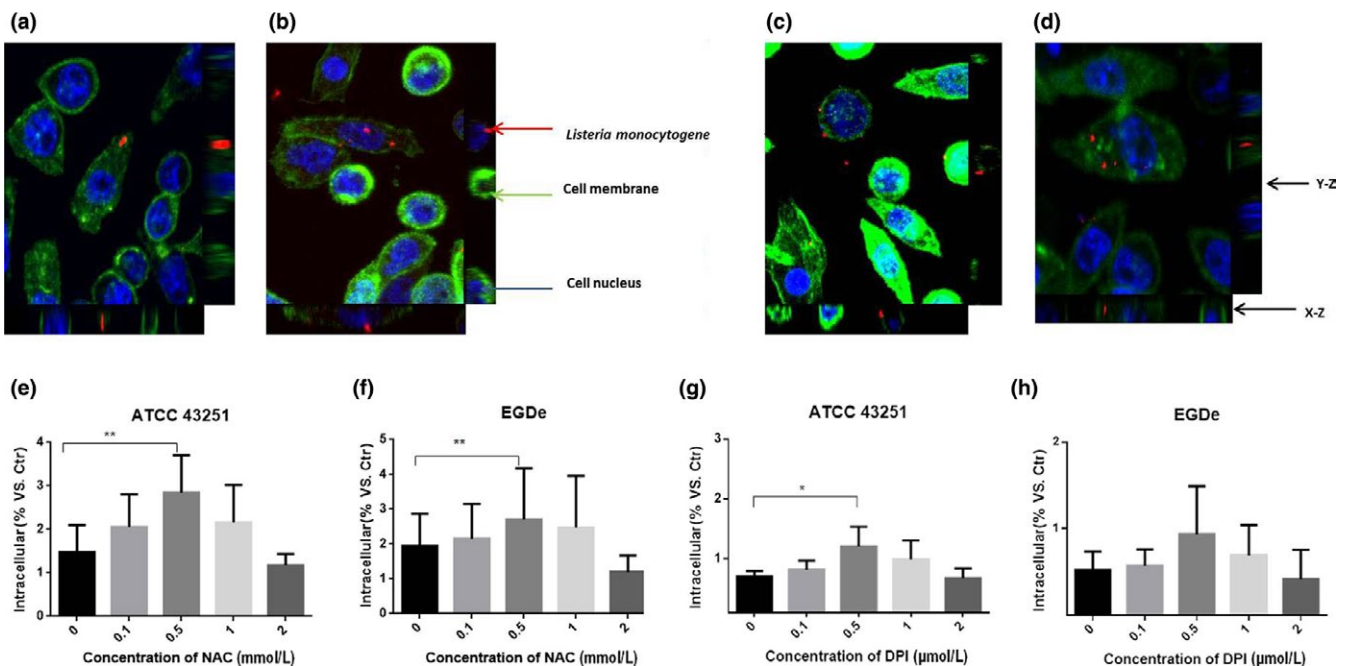 (a)
(b)
(c)
(d)
Listeria monocytogene
Cell membrane
Cell nucleus
Y-Z
X-Z
(e)
ATCC 43251
Intracellular(% VS. Ctr)
4
3
2
1
0
**
0
0.1
0.5
1
2
Concentration of NAC (mmol/L)
(f)
EGDe
Intracellular(% VS. Ctr)
5
4
3
2
1
0
**
0
0.1
0.5
1
2
Concentration of NAC (mmol/L)
(g)
ATCC 43251
Intracellular(% VS. Ctr)
3
2
1
*
0
0.1
0.5
1
2
Concentration of DPI (μmol/L)
(h)
EGDe
Intracellular(% VS. Ctr)
2
1
0
0.1
0.5
1
2
Concentration of DPI (μmol/L)